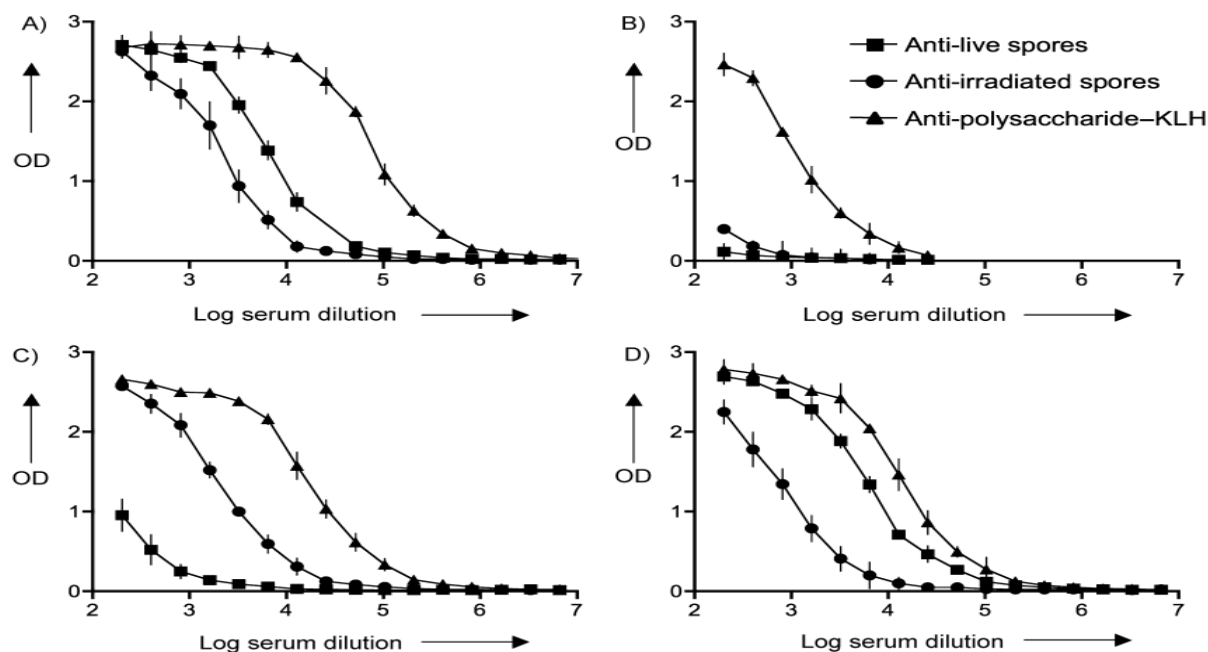 A)
3
2
1
0
OD
2 3 4 5 6 7
Log serum dilution
B)
3
2
1
0
OD
2 3 4 5 6 7
Log serum dilution
Anti-live spores
Anti-irradiated spores
Anti-polysaccharide–KLH
C)
3
2
1
0
OD
2 3 4 5 6 7
Log serum dilution
D)
3
2
1
0
OD
2 3 4 5 6 7
Log serum dilution